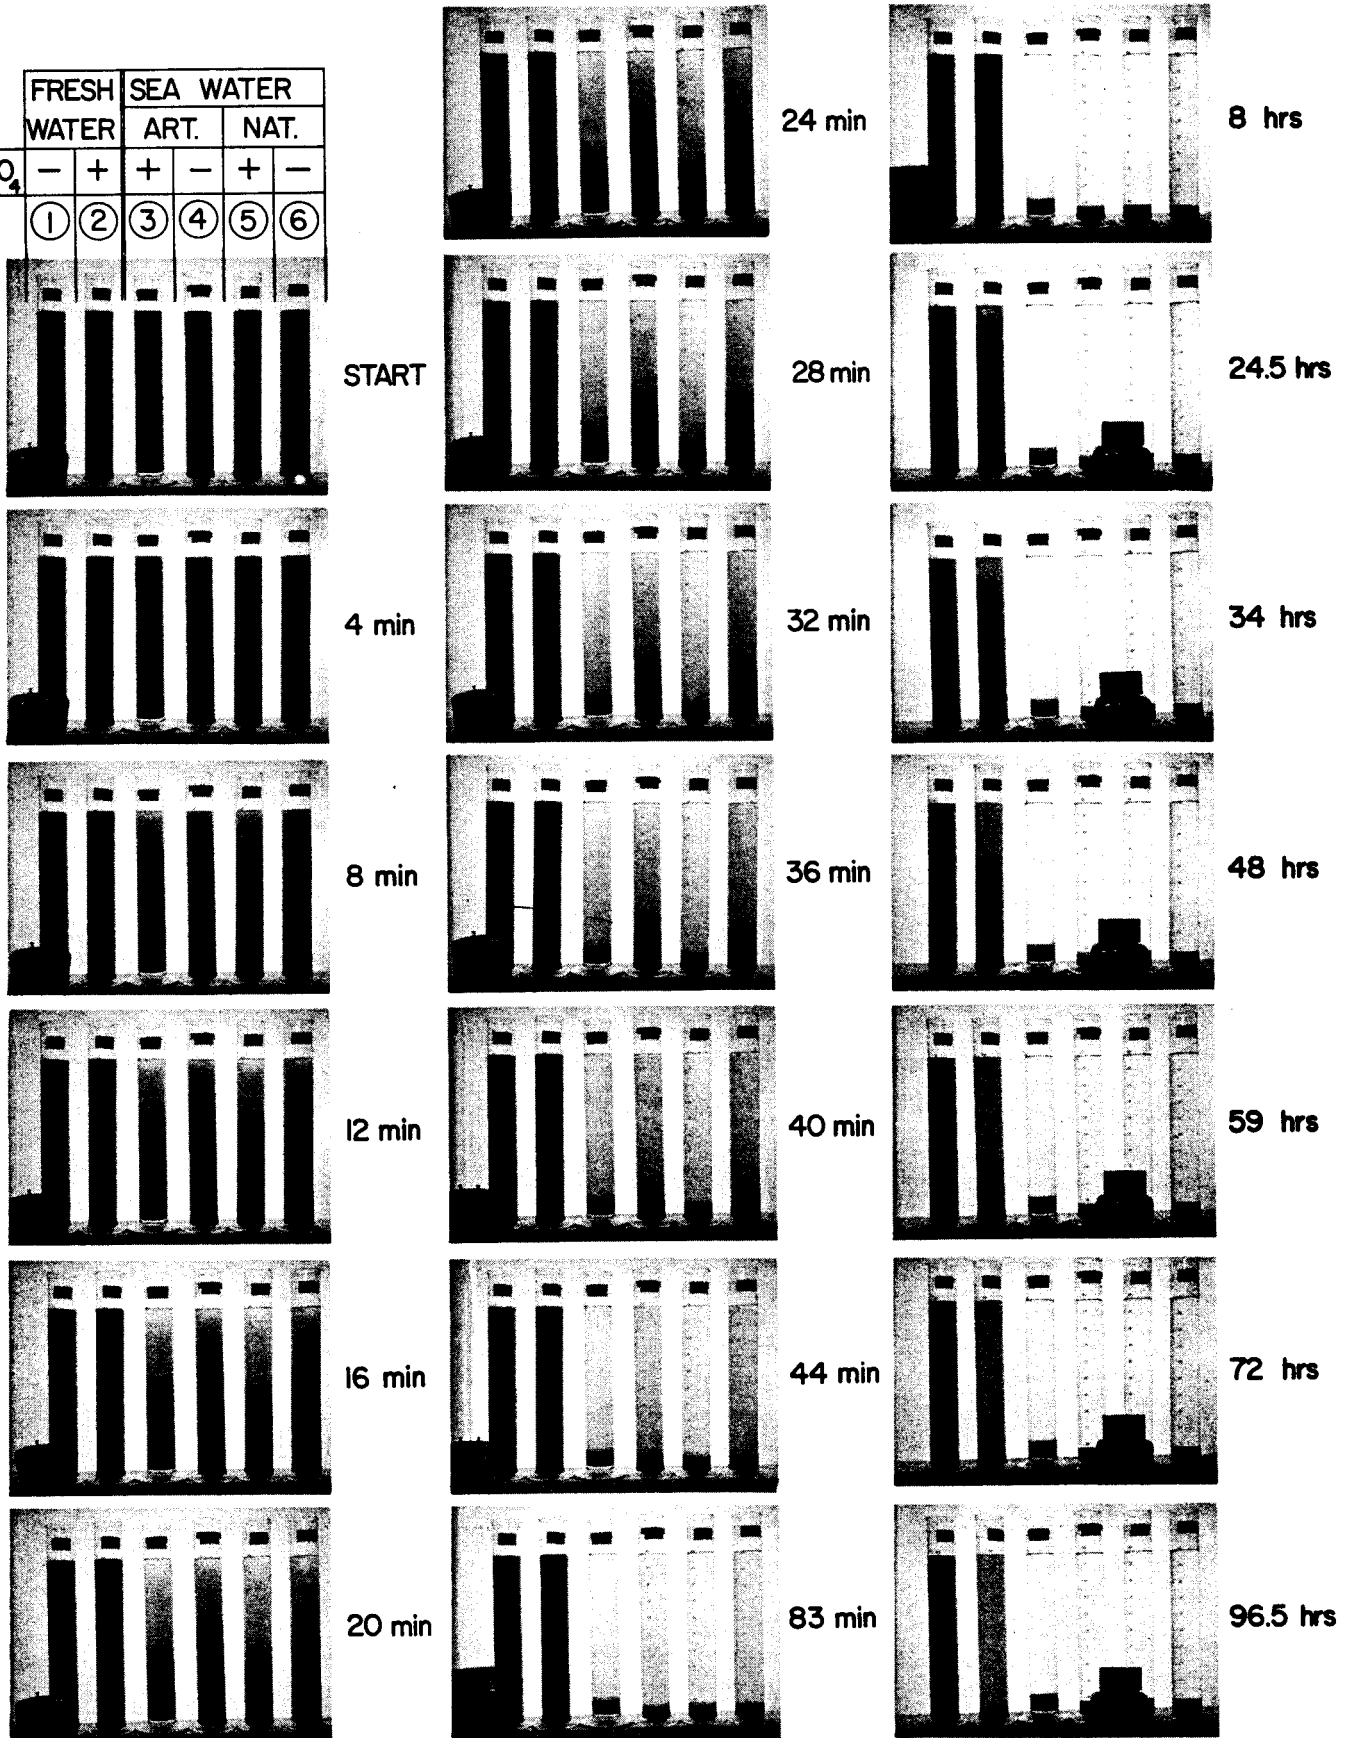 FRESH WATER SEA WATER
ART. NAT.
O₄ − + + − + −
① ② ③ ④ ⑤ ⑥
START
4 min
8 min
12 min
16 min
20 min
24 min
28 min
32 min
36 min
40 min
44 min
83 min
8 hrs
24.5 hrs
34 hrs
48 hrs
59 hrs
72 hrs
96.5 hrs